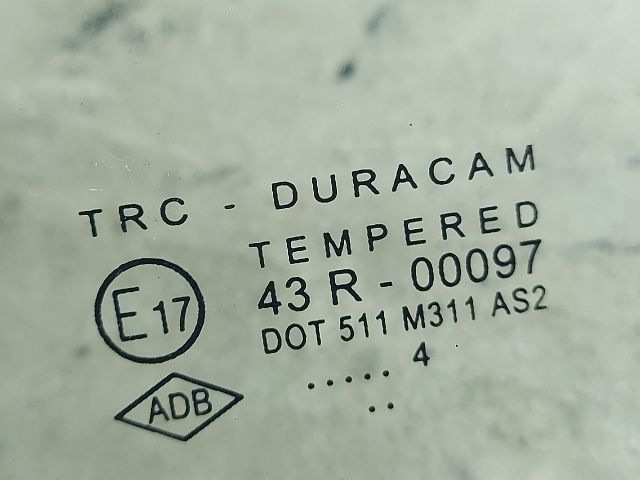 TRC - DURACAM
TEMPERED
E17
43 R - 00097
DOT 511 M311 AS2
..... 4
..
ADB